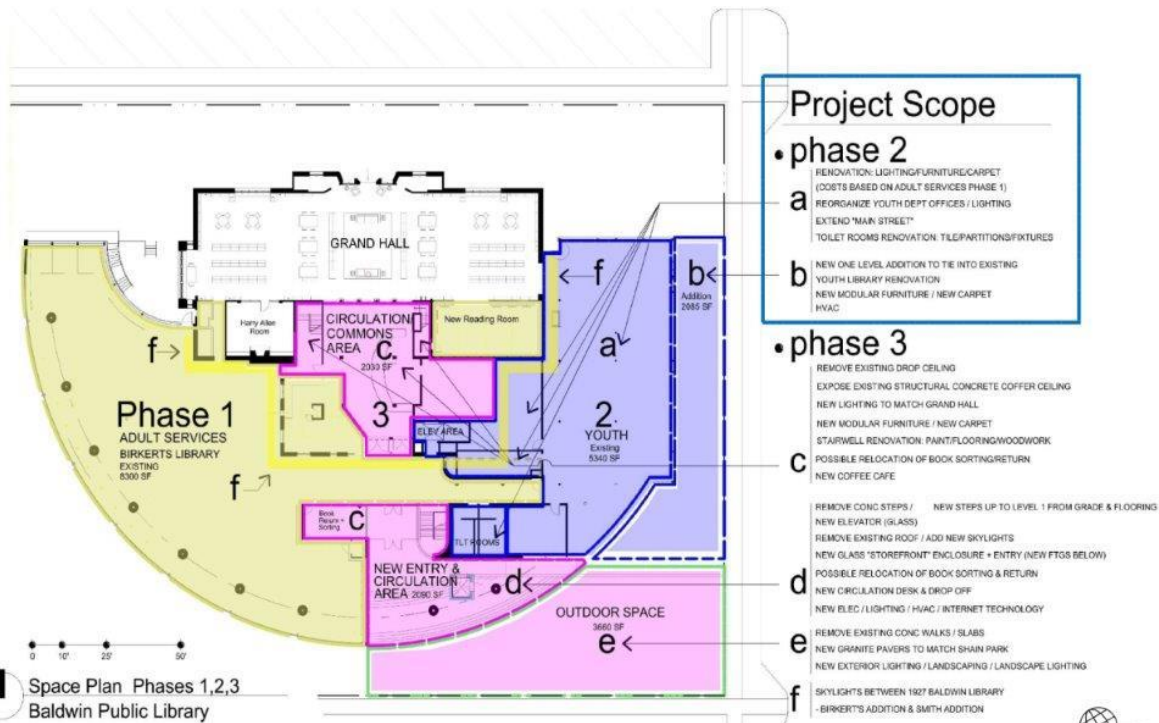 Project Scope
• phase 2
a
RENOVATION: LIGHTING/FURNITURE/CARPET
(COSTS BASED ON ADULT SERVICES PHASE 1)
REORGANIZE YOUTH DEPT OFFICES / LIGHTING
EXTEND "MAIN STREET"
TOILET ROOMS RENOVATION: TILE/PARTITIONS/FIXTURES
b
NEW ONE LEVEL ADDITION TO TIE INTO EXISTING
YOUTH LIBRARY RENOVATION
NEW MODULAR FURNITURE / NEW CARPET
HVAC
• phase 3
REMOVE EXISTING DROP CEILING
EXPOSE EXISTING STRUCTURAL CONCRETE COFFER CEILING
NEW LIGHTING TO MATCH GRAND HALL
NEW MODULAR FURNITURE / NEW CARPET
STAIRWELL RENOVATION: PAINT/FLOORING/WOODWORK
c
POSSIBLE RELOCATION OF BOOK SORTING/RETURN
NEW COFFEE CAFE
REMOVE CONC STEPS / NEW STEPS UP TO LEVEL 1 FROM GRADE & FLOORING
NEW ELEVATOR (GLASS)
REMOVE EXISTING ROOF / ADD NEW SKYLIGHTS
NEW GLASS "STOREFRONT" ENCLOSURE + ENTRY (NEW FTGS BELOW)
d
POSSIBLE RELOCATION OF BOOK SORTING & RETURN
NEW CIRCULATION DESK & DROP OFF
NEW ELEC / LIGHTING / HVAC / INTERNET TECHNOLOGY
e
REMOVE EXISTING CONC WALKS / SLABS
NEW GRANITE PAVERS TO MATCH SHAIN PARK
NEW EXTERIOR LIGHTING / LANDSCAPING / LANDSCAPE LIGHTING
f
SKYLIGHTS BETWEEN 1927 BALDWIN LIBRARY
- BIRKERT'S ADDITION & SMITH ADDITION
GRAND HALL
f
b
Addition
2085 SF
Harry Allen
Room
CIRCULATION
COMMONS
AREA
c.
2030 SF
New Reading Room
f
a
3
Phase 1
ADULT SERVICES
BIRKERTS LIBRARY
EXISTING
8300 SF
ELEV AREA
2
YOUTH
Existing
5340 SF
f
Book
Return +
Sorting
c
TLT ROOMS
NEW ENTRY &
CIRCULATION
AREA 2090 SF
d
OUTDOOR SPACE
3660 SF
e
0 10' 25' 50'
Space Plan Phases 1,2,3
Baldwin Public Library